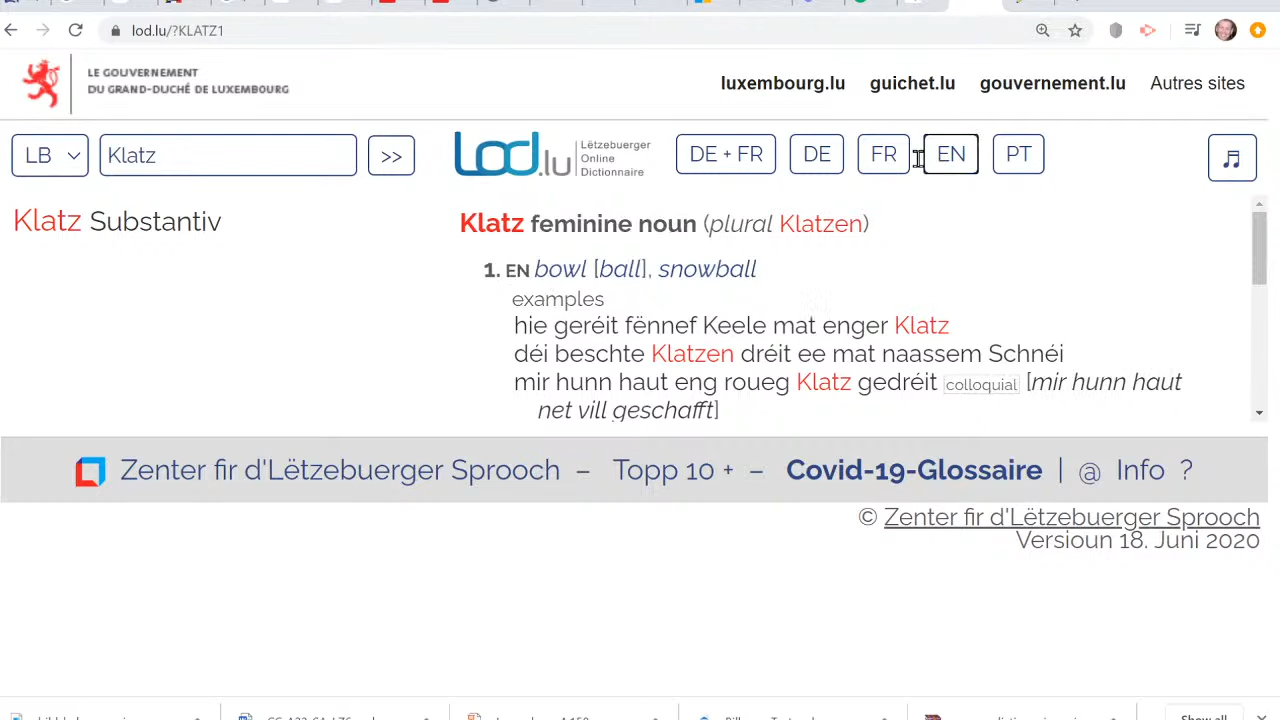 lod.lu/?KLATZ1
LE GOUVERNEMENT
DU GRAND-DUCHÉ DE LUXEMBOURG
luxembourg.lu guichet.lu gouvernement.lu Autres sites
LB Klatz >> Lod.lu Lëtzebuerger Online Dictionnaire DE + FR DE FR EN PT
Klatz Substantiv
Klatz feminine noun (plural Klatzen)
1. EN bowl [ball], snowball
examples
hie geréit fënnef Keele mat enger Klatz
déi beschte Klatzen dréit ee mat naassem Schnéi
mir hunn haut eng roueg Klatz gedréit colloquial [mir hunn haut
net vill geschafft]
Zenter fir d'Lëtzebuerger Sprooch – Topp 10 + – Covid-19-Glossaire | @ Info ?
© Zenter fir d'Lëtzebuerger Sprooch
Versioun 18. Juni 2020
Show all